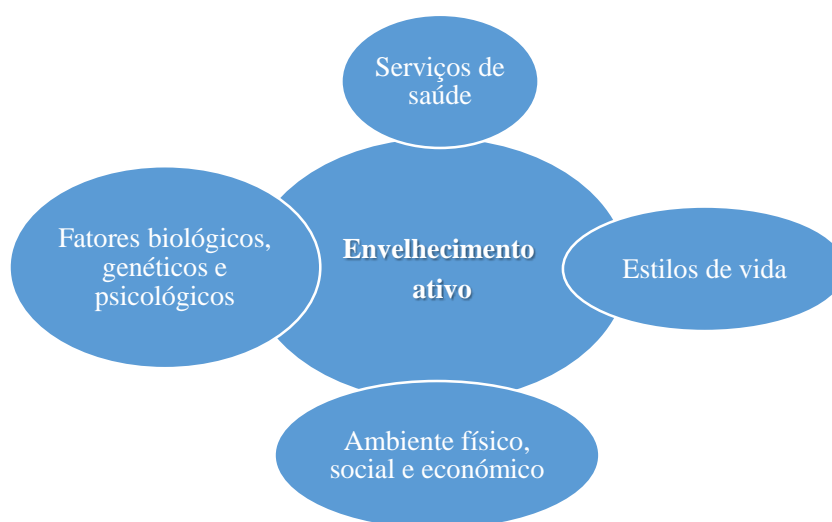 Serviços de
saúde
Fatores biológicos,
genéticos e
psicológicos
Envelhecimento
ativo
Estilos de vida
Ambiente físico,
social e económico